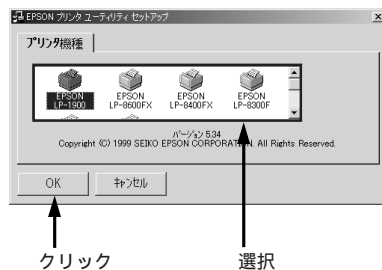 EPSON プリンタ ユーティリティ セットアップ
プリンタ機種
EPSON LP-1900
EPSON LP-8600FX
EPSON LP-8400FX
EPSON LP-8300F
バージョン 5.34
Copyright (C) 1999 SEIKO EPSON CORPORATION. All Rights Reserved.
OK キャンセル
クリック 選択